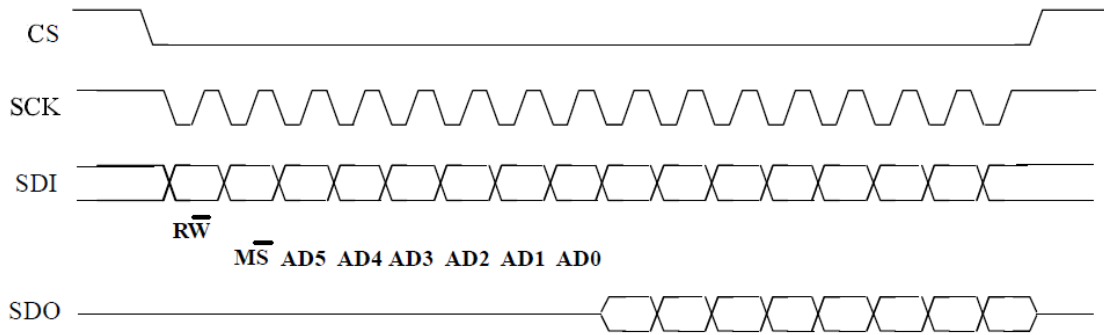 CS
SCK
SDI
RW̅
MS̅ AD5 AD4 AD3 AD2 AD1 AD0
SDO